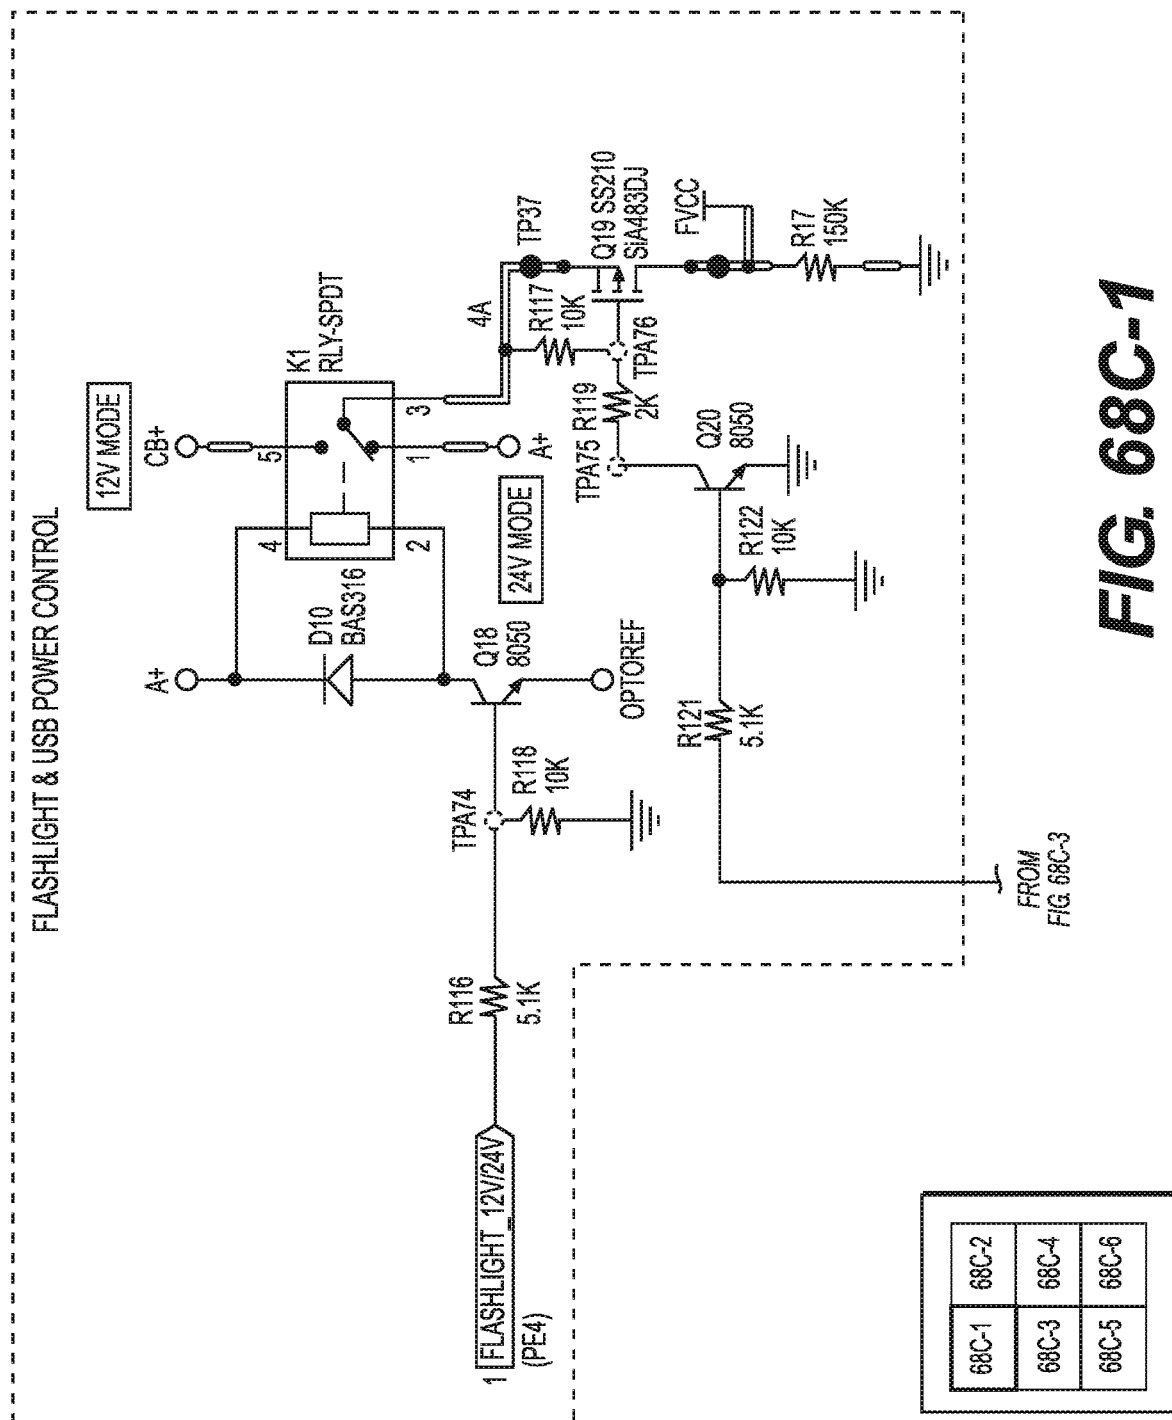 FLASHLIGHT & USB POWER CONTROL
12V MODE
A+
CB+
K1
RLY-SPDT
D10
BAS316
4
5
2
1
3
4A
TP37
24V MODE
A+
R117
10K
Q19 SS210
SiA483DJ
FVCC
R17
150K
TPA76
R119
2K
TPA75
Q18
8050
OPTOREF
TPA74
R118
10K
R116
5.1K
1 FLASHLIGHT_12V/24V
(PE4)
Q20
8050
R122
10K
R121
5.1K
FROM
FIG. 68C-3
68C-1 68C-2
68C-3 68C-4
68C-5 68C-6
FIG. 68C-1